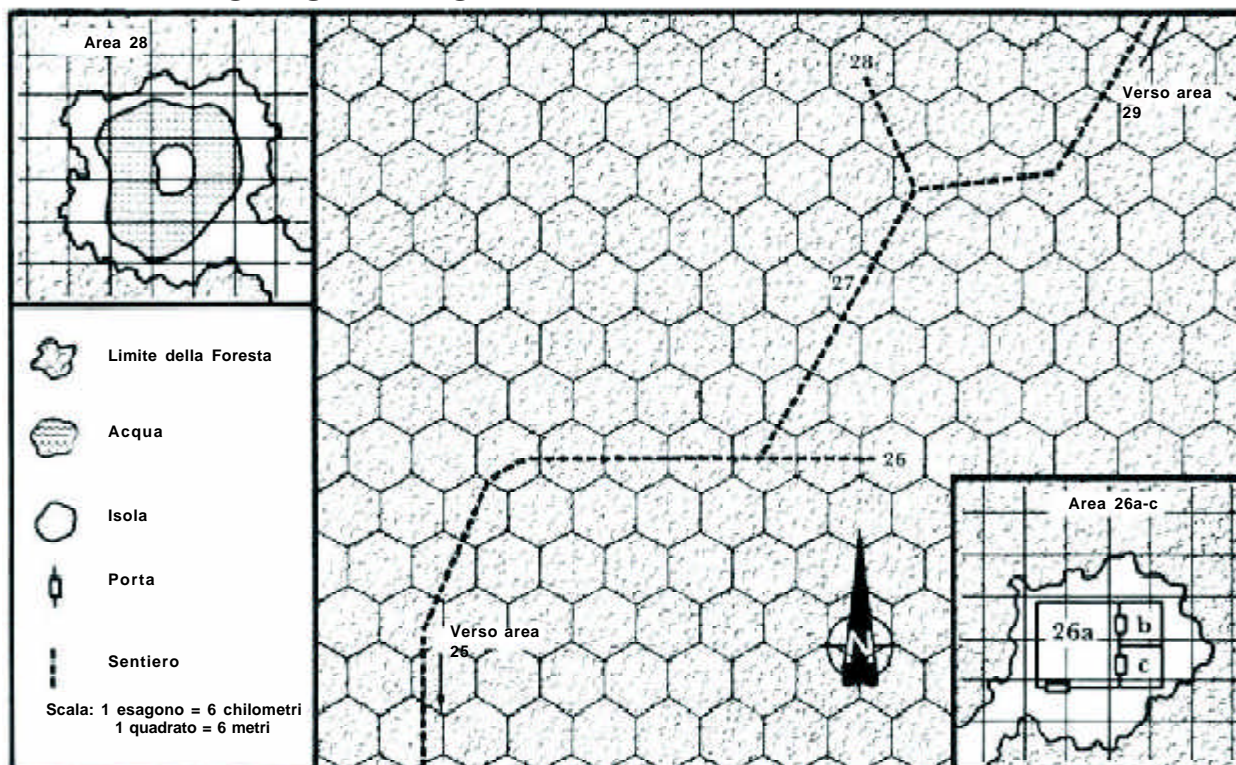 Area 28
28
Verso area
29
27
Limite della Foresta
Acqua
26
Isola
Area 26a-c
Porta
26a
b
c
Verso area
25
N
Sentiero
Scala: 1 esagono = 6 chilometri
1 quadrato = 6 metri